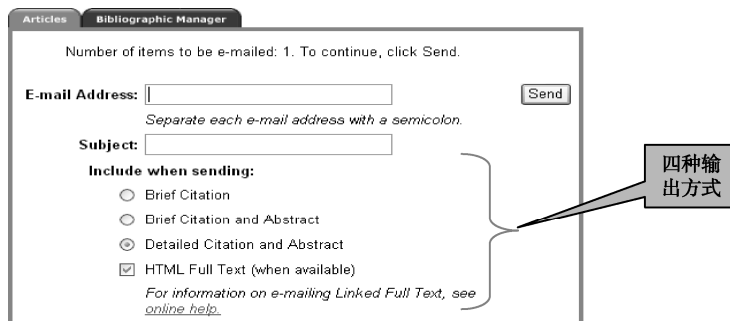 Articles Bibliographic Manager
Number of items to be e-mailed: 1. To continue, click Send.
E-mail Address: Send
Separate each e-mail address with a semicolon.
Subject:
Include when sending:
Brief Citation
Brief Citation and Abstract
Detailed Citation and Abstract
HTML Full Text (when available)
For information on e-mailing Linked Full Text, see
online help.
四种输
出方式